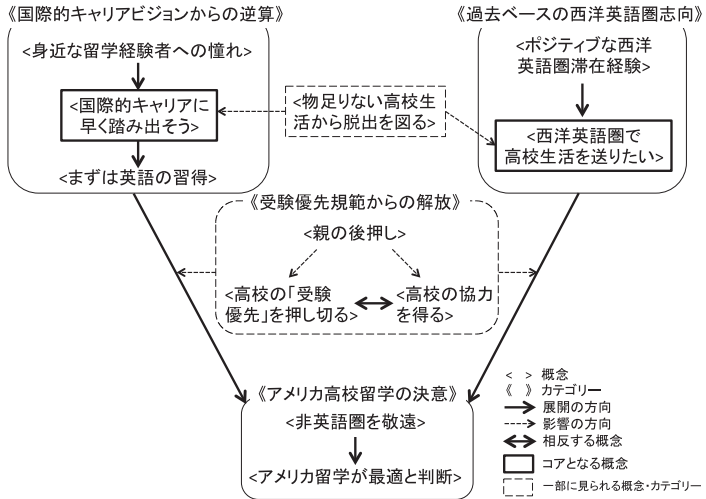 《国際的キャリアビジョンからの逆算》
<身近な留学経験者への憧れ>
<国際的キャリアに
早く踏み出そう>
<まずは英語の習得>
《過去ベースの西洋英語圏志向》
<ポジティブな西洋
英語圏滞在経験>
<西洋英語圏で
高校生活を送りたい>
<物足りない高校生
活から脱出を図る>
《受験優先規範からの解放》
<親の後押し>
<高校の「受験
優先」を押し切る>
<高校の協力
を得る>
《アメリカ高校留学の決意》
<非英語圏を敬遠>
<アメリカ留学が最適と判断>
< > 概念
《 》 カテゴリー
展開の方向
影響の方向
相反する概念
コアとなる概念
一部に見られる概念・カテゴリー